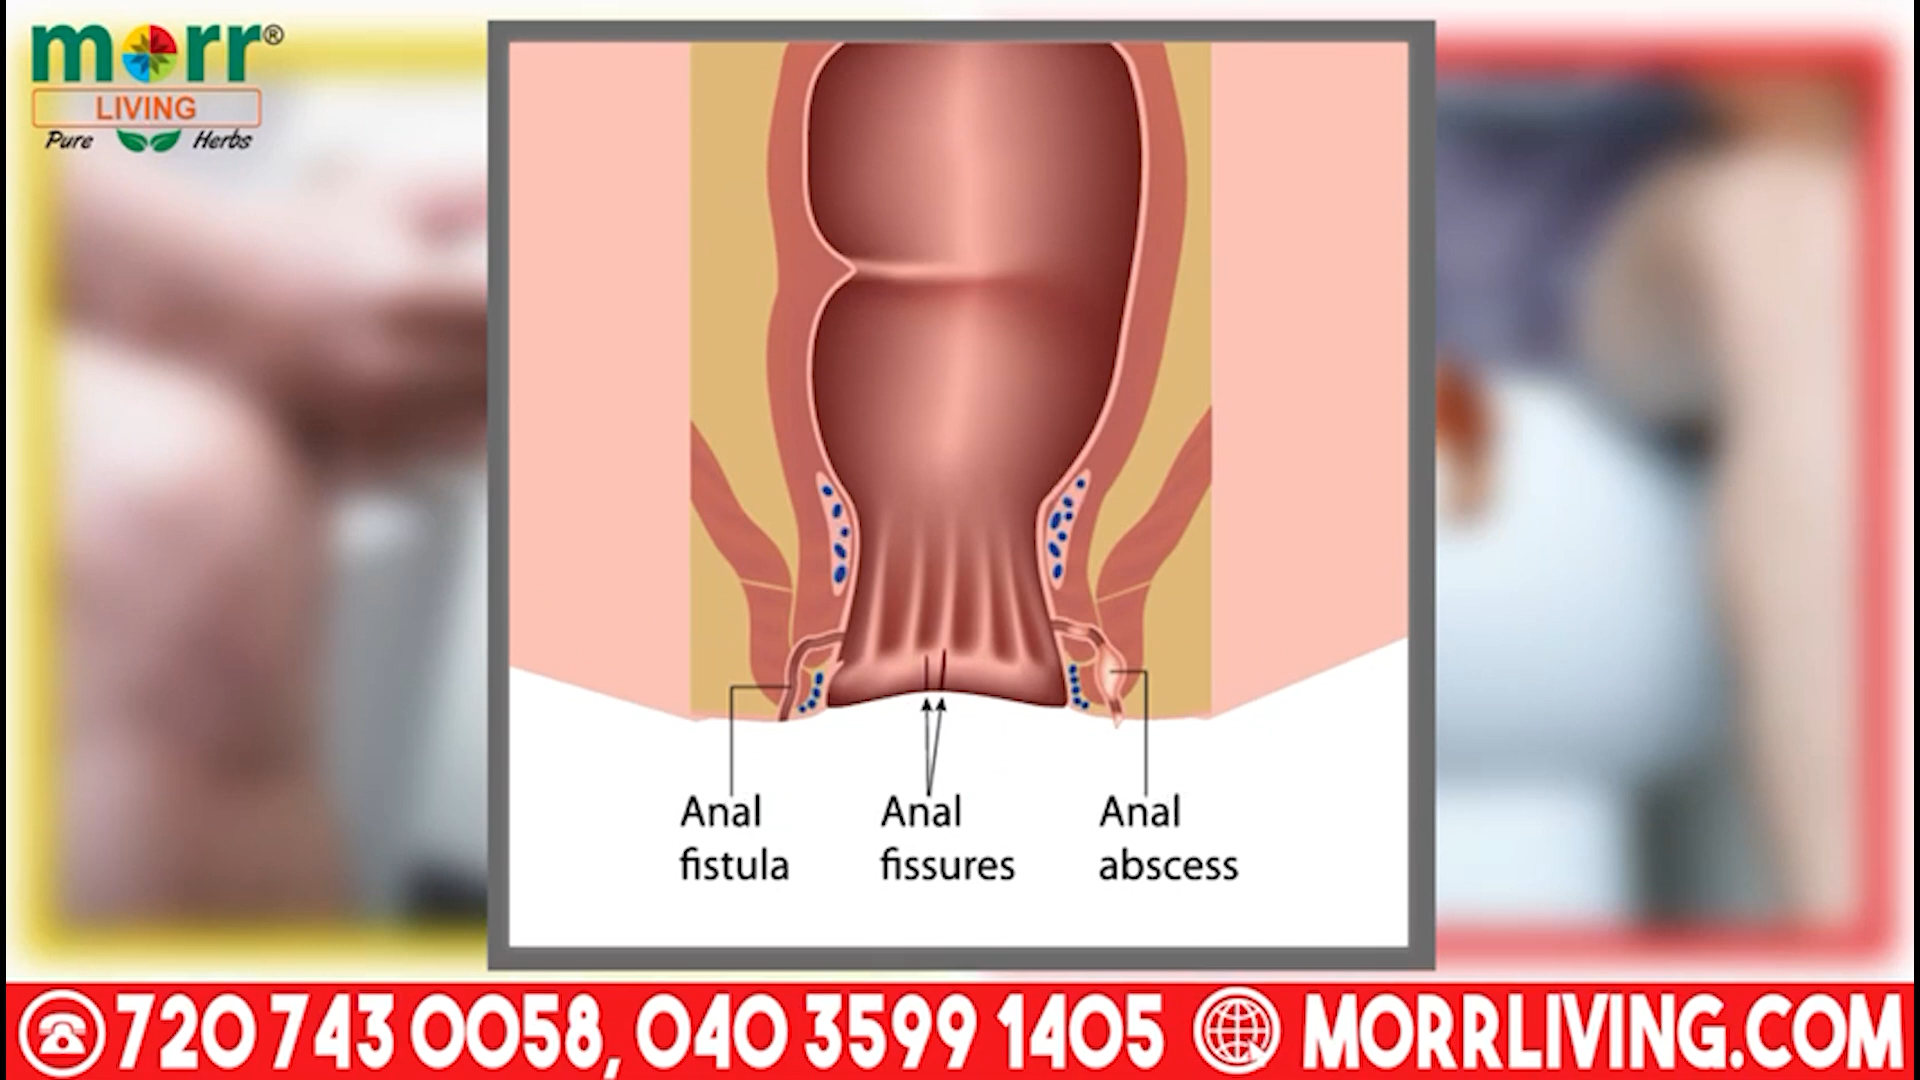 morr®
LIVING
Pure Herbs
Anal
fistula
Anal
fissures
Anal
abscess
720 743 0058, 040 3599 1405 MORRLIVING.COM